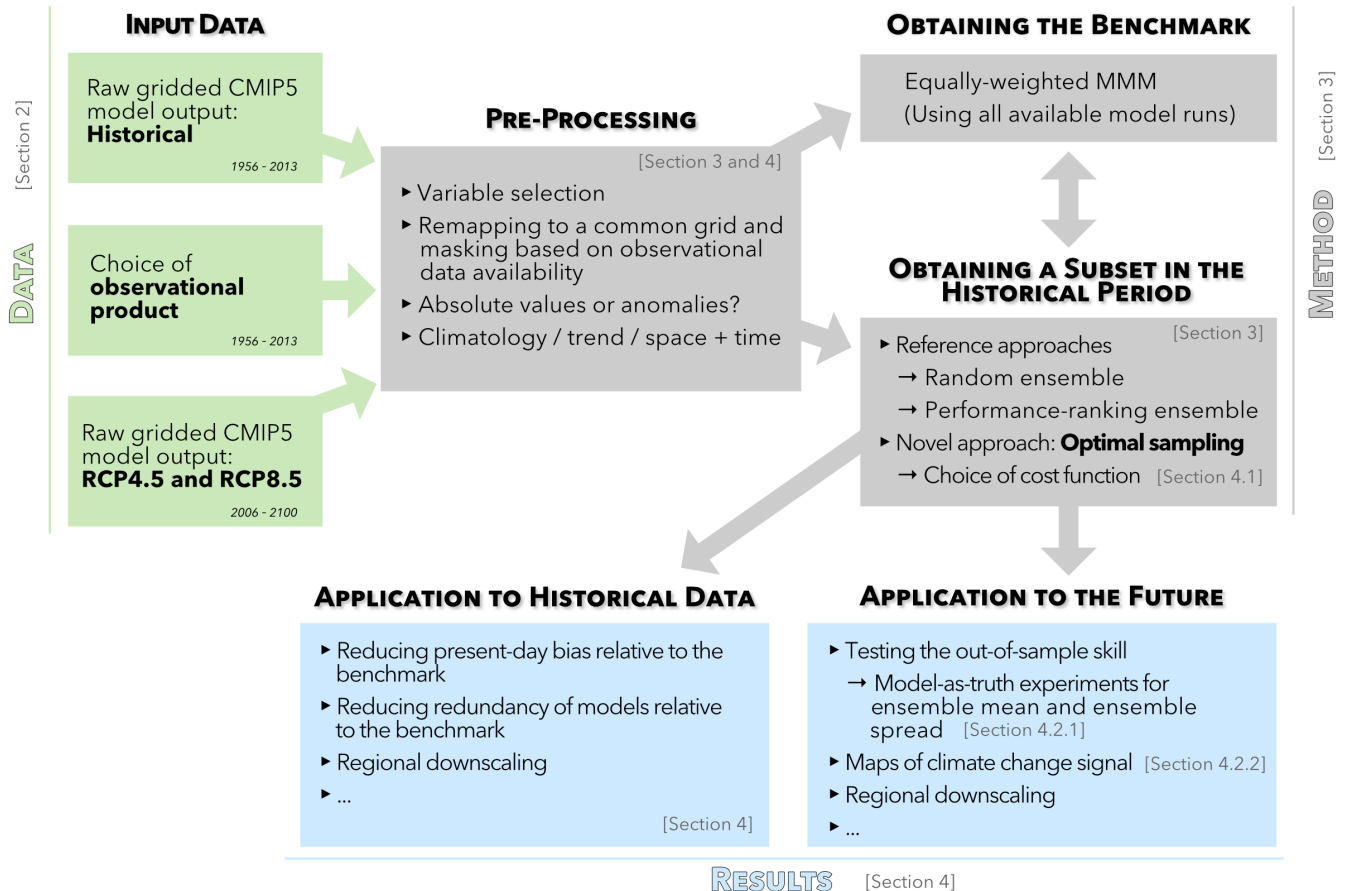 INPUT DATA
Raw gridded CMIP5
model output:
Historical
1956 - 2013
Choice of
observational
product
1956 - 2013
Raw gridded CMIP5
model output:
RCP4.5 and RCP8.5
2006 - 2100
[Section 2]
DATA
PRE-PROCESSING
[Section 3 and 4]
‣ Variable selection
‣ Remapping to a common grid and
masking based on observational
data availability
‣ Absolute values or anomalies?
‣ Climatology / trend / space + time
OBTAINING THE BENCHMARK
Equally-weighted MMM
(Using all available model runs)
OBTAINING A SUBSET IN THE
HISTORICAL PERIOD
[Section 3]
‣ Reference approaches
→ Random ensemble
→ Performance-ranking ensemble
‣ Novel approach: Optimal sampling
→ Choice of cost function [Section 4.1]
[Section 3]
METHOD
APPLICATION TO HISTORICAL DATA
‣ Reducing present-day bias relative to the
benchmark
‣ Reducing redundancy of models relative
to the benchmark
‣ Regional downscaling
‣ ...
[Section 4]
APPLICATION TO THE FUTURE
‣ Testing the out-of-sample skill
→ Model-as-truth experiments for
ensemble mean and ensemble
spread [Section 4.2.1]
‣ Maps of climate change signal [Section 4.2.2]
‣ Regional downscaling
‣ ...
RESULTS [Section 4]